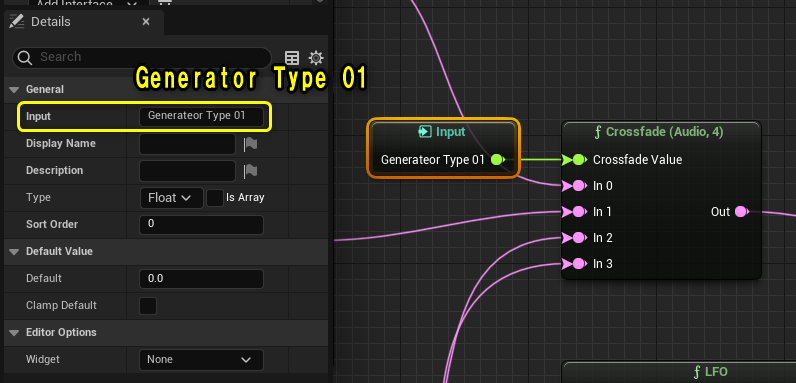 Add Interface
Details
Search
Generator Type 01
General
Input
Generateor Type 01
Display Name
Description
Type
Float
Is Array
Sort Order
0
Default Value
Default
0.0
Clamp Default
Editor Options
Widget
None
Input
Generateor Type 01
Crossfade (Audio, 4)
Crossfade Value
In 0
In 1
Out
In 2
In 3
LFO